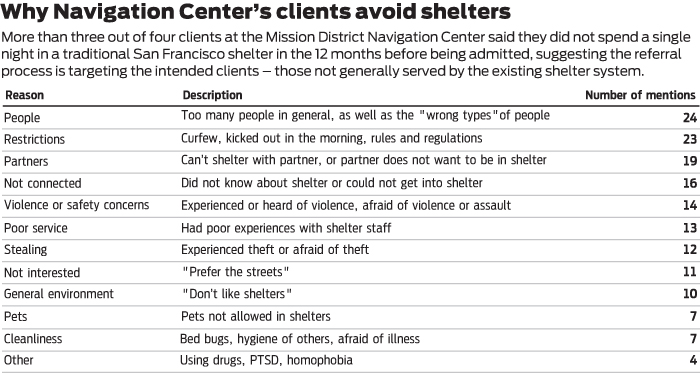 Why Navigation Center's clients avoid shelters
More than three out of four clients at the Mission District Navigation Center said they did not spend a single
night in a traditional San Francisco shelter in the 12 months before being admitted, suggesting the referral
process is targeting the intended clients – those not generally served by the existing shelter system.
Reason Description Number of mentions
People Too many people in general, as well as the "wrong types"of people 24
Restrictions Curfew, kicked out in the morning, rules and regulations 23
Partners Can't shelter with partner, or partner does not want to be in shelter 19
Not connected Did not know about shelter or could not get into shelter 16
Violence or safety concerns Experienced or heard of violence, afraid of violence or assault 14
Poor service Had poor experiences with shelter staff 13
Stealing Experienced theft or afraid of theft 12
Not interested "Prefer the streets" 11
General environment "Don't like shelters" 10
Pets Pets not allowed in shelters 7
Cleanliness Bed bugs, hygiene of others, afraid of illness 7
Other Using drugs, PTSD, homophobia 4